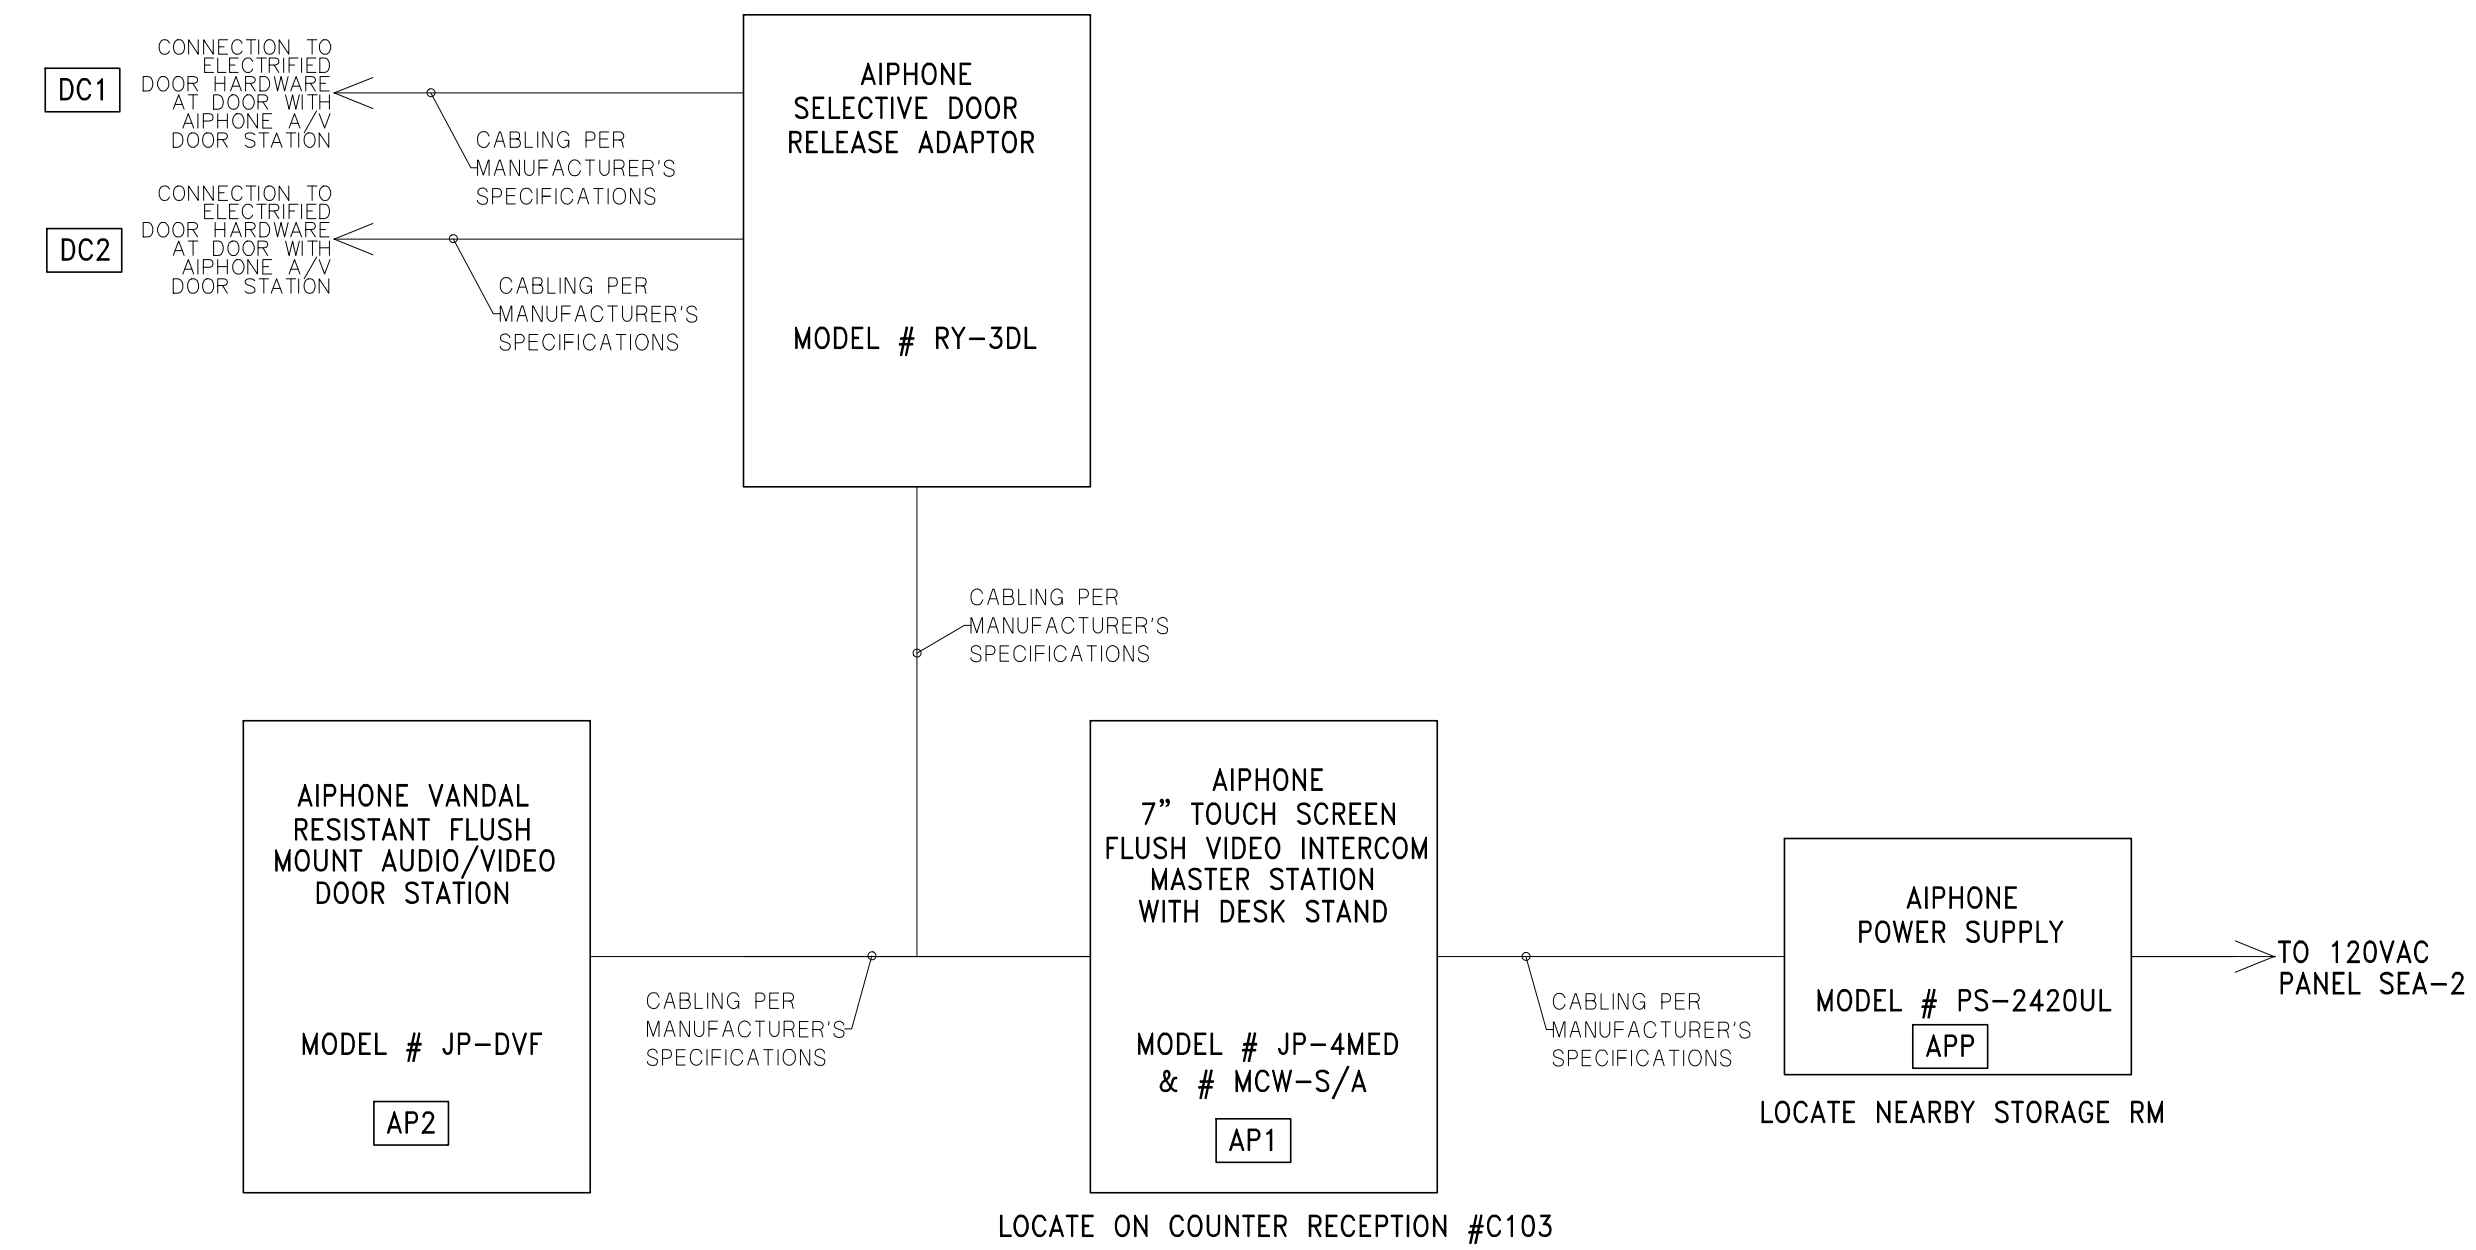 DC1
CONNECTION TO
ELECTRIFIED
DOOR HARDWARE
AT DOOR WITH
AIPHONE A/V
DOOR STATION
CABLING PER
MANUFACTURER'S
SPECIFICATIONS
AIPHONE
SELECTIVE DOOR
RELEASE ADAPTOR
MODEL # RY-3DL
DC2
CONNECTION TO
ELECTRIFIED
DOOR HARDWARE
AT DOOR WITH
AIPHONE A/V
DOOR STATION
CABLING PER
MANUFACTURER'S
SPECIFICATIONS
CABLING PER
MANUFACTURER'S
SPECIFICATIONS
AIPHONE VANDAL
RESISTANT FLUSH
MOUNT AUDIO/VIDEO
DOOR STATION
MODEL # JP-DVF
AP2
CABLING PER
MANUFACTURER'S
SPECIFICATIONS
AIPHONE
7” TOUCH SCREEN
FLUSH VIDEO INTERCOM
MASTER STATION
WITH DESK STAND
MODEL # JP-4MED
& # MCW-S/A
AP1
LOCATE ON COUNTER RECEPTION #C103
CABLING PER
MANUFACTURER'S
SPECIFICATIONS
AIPHONE
POWER SUPPLY
MODEL # PS-2420UL
APP
LOCATE NEARBY STORAGE RM
TO 120VAC
PANEL SEA-2